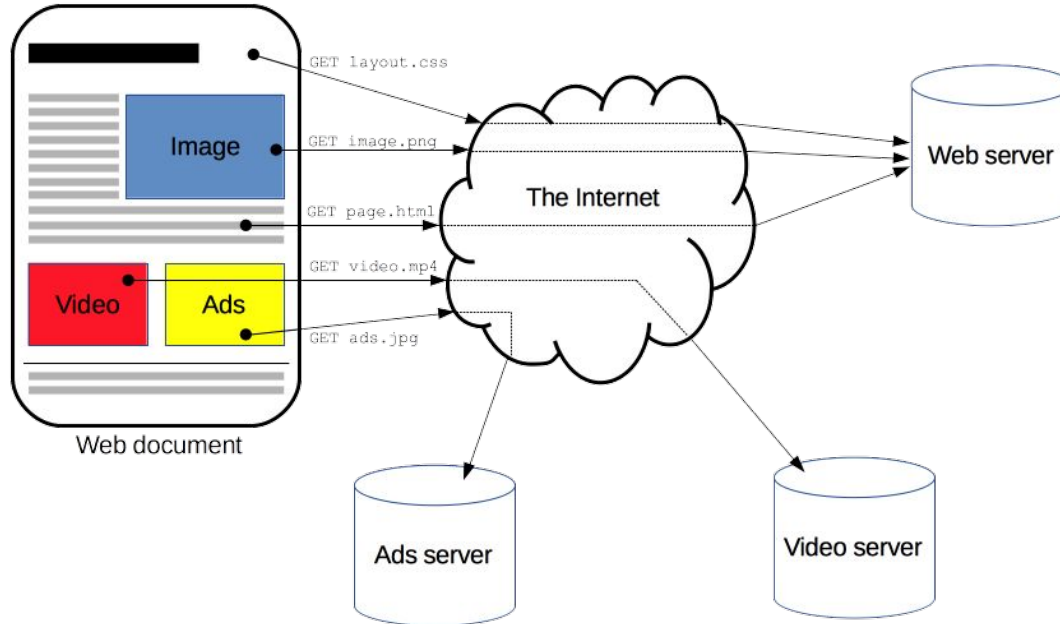 GET layout.css
Image
GET image.png
Web server
The Internet
GET page.html
GET video.mp4
Video
Ads
GET ads.jpg
Web document
Ads server
Video server